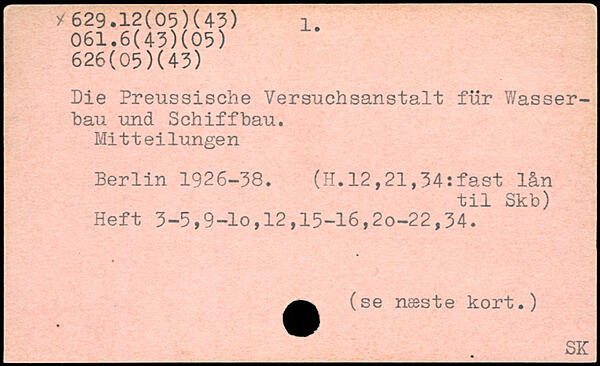 ×629.12(05)(43) 1.
061.6(43)(05)
626(05)(43)
Die Preussische Versuchsanstalt für Wasser-
bau und Schiffbau.
Mitteilungen
Berlin 1926-38. (H.12,21,34:fast lån
til Skb)
Heft 3-5,9-lo,12,15-16,2o-22,34.
(se næste kort.)
SK